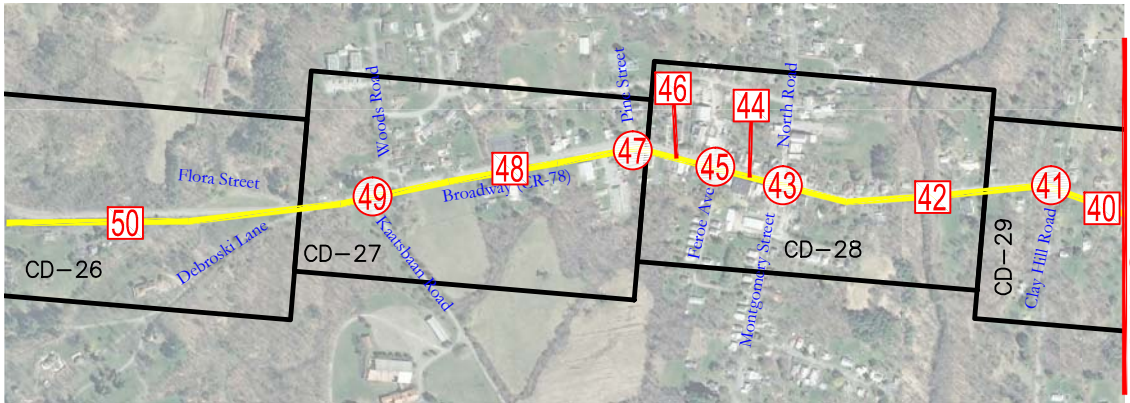 Woods Road
Pine Street
North Road
46
44
47
48
45
43
49
Broadway (CR-78)
Flora Street
50
42
41
40
Debroski Lane
Kaatsbaan Road
Feroe Ave
Montgomery Street
Clay Hill Road
CD-26
CD-27
CD-28
CD-29